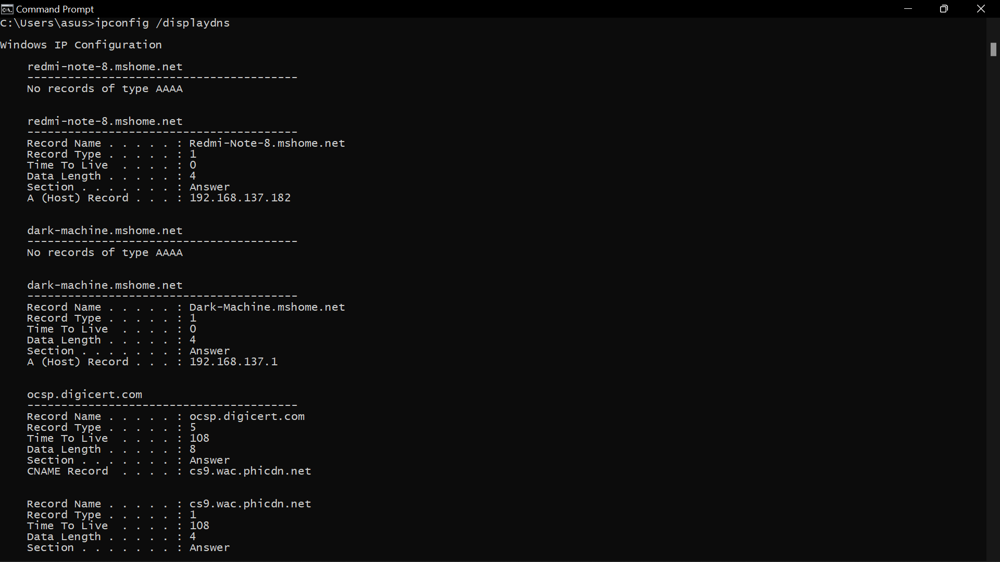 Command Prompt
C:\Users\asus>ipconfig /displaydns
Windows IP Configuration
redmi-note-8.mshome.net
----------------------------------------
No records of type AAAA
redmi-note-8.mshome.net
----------------------------------------
Record Name . . . . . : Redmi-Note-8.mshome.net
Record Type . . . . . : 1
Time To Live  . . . . : 0
Data Length . . . . . : 4
Section . . . . . . . : Answer
A (Host) Record . . . : 192.168.137.182
dark-machine.mshome.net
----------------------------------------
No records of type AAAA
dark-machine.mshome.net
----------------------------------------
Record Name . . . . . : Dark-Machine.mshome.net
Record Type . . . . . : 1
Time To Live  . . . . : 0
Data Length . . . . . : 4
Section . . . . . . . : Answer
A (Host) Record . . . : 192.168.137.1
ocsp.digicert.com
----------------------------------------
Record Name . . . . . : ocsp.digicert.com
Record Type . . . . . : 5
Time To Live  . . . . : 108
Data Length . . . . . : 8
Section . . . . . . . : Answer
CNAME Record  . . . . : cs9.wac.phicdn.net
Record Name . . . . . : cs9.wac.phicdn.net
Record Type . . . . . : 1
Time To Live  . . . . : 108
Data Length . . . . . : 4
Section . . . . . . . : Answer